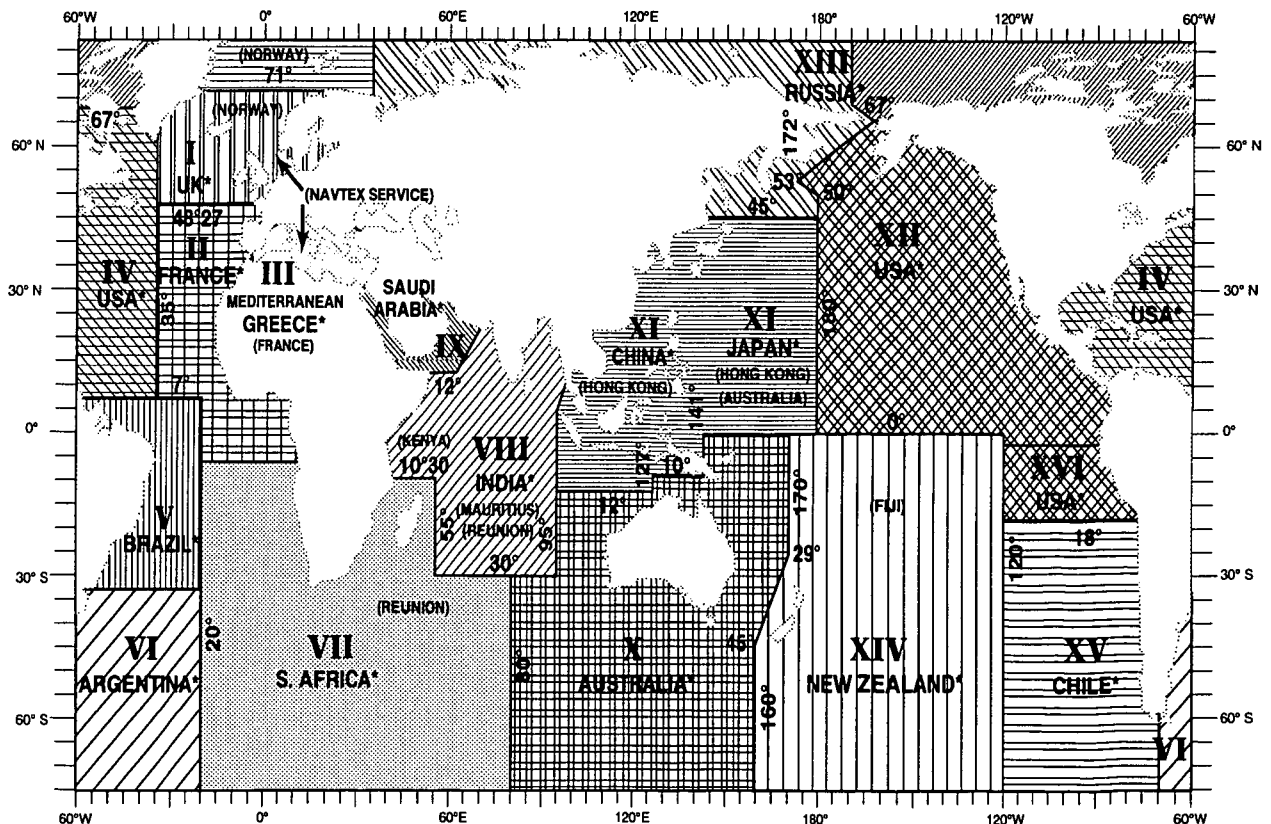 60°W 0° 60°E 120°E 180° 120°W 60°W
(NORWAY)
71°
XIII
RUSSIA*
67°
(NORWAY)
67°
172°
60° N
60° N
I
UK*
(NAVTEX SERVICE)
53°
50°
45°
48°27
II
FRANCE*
III
MEDITERRANEAN
GREECE*
(FRANCE)
IV
USA*
35°
SAUDI
ARABIA*
IX
12°
XII
USA*
IV
USA*
30° N
30° N
XI
CHINA*
(HONG KONG)
XI
JAPAN*
(HONG KONG)
(AUSTRALIA)
180°
141°
7°
0°
0°
0°
(KENYA)
10°30
VIII
INDIA*
(MAURITIUS)
(REUNION)
55°
95°
30°
127°
10°
12°
170°
(FIJI)
XVI
USA*
18°
120°
29°
V
BRAZIL*
30° S
30° S
(REUNION)
20°
VI
ARGENTINA*
VII
S. AFRICA*
80°
X
AUSTRALIA*
45°
160°
XIV
NEW ZEALAND*
XV
CHILE*
60° S
60° S
VI
60°W 0° 60°E 120°E 180° 120°W 60°W